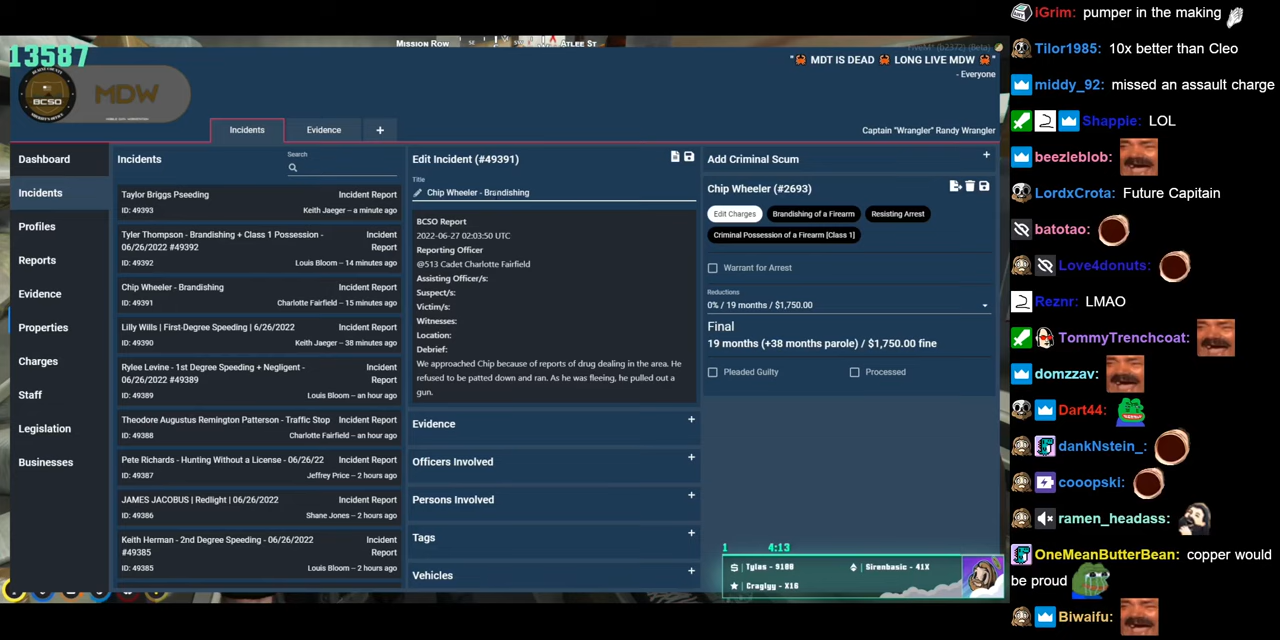 13587
MISSION ROW
SE
ATLEE ST
FiveM* (b2372) (Beta)
"🦀 MDT IS DEAD 🦀 LONG LIVE MDW 🦀"
- Everyone
BCSO
MDW
Incidents
Evidence
+
Captain "Wrangler" Randy Wrangler
Dashboard
Incidents
Profiles
Reports
Evidence
Properties
Charges
Staff
Legislation
Businesses
Incidents
Search
Taylor Briggs Pseeding
Incident Report
ID: 49393
Keith Jaeger - a minute ago
Tyler Thompson - Brandishing + Class 1 Possession - 06/26/2022 #49392
Incident Report
ID: 49392
Louis Bloom - 14 minutes ago
Chip Wheeler - Brandishing
Incident Report
ID: 49391
Charlotte Fairfield - 15 minutes ago
Lilly Wills | First-Degree Speeding | 6/26/2022
Incident Report
ID: 49390
Keith Jaeger - 38 minutes ago
Rylee Levine - 1st Degree Speeding + Negligent - 06/26/2022 #49389
Incident Report
ID: 49389
Louis Bloom - an hour ago
Theodore Augustus Remington Patterson - Traffic Stop
Incident Report
ID: 49388
Charlotte Fairfield - an hour ago
Pete Richards - Hunting Without a License - 06/26/22
Incident Report
ID: 49387
Jeffrey Price - 2 hours ago
JAMES JACOBUS | Redlight | 06/26/2022
Incident Report
ID: 49386
Shane Jones - 2 hours ago
Keith Herman - 2nd Degree Speeding - 06/26/2022 #49385
Incident Report
ID: 49385
Louis Bloom - 2 hours ago
Edit Incident (#49391)
Title
Chip Wheeler - Brandishing
BCSO Report
2022-06-27 02:03:50 UTC
Reporting Officer
@513 Cadet Charlotte Fairfield
Assisting Officer/s:
Suspect/s:
Victim/s:
Witnesses:
Location:
Debrief:
We approached Chip because of reports of drug dealing in the area. He
refused to be patted down and ran. As he was fleeing, he pulled out a
gun.
Evidence +
Officers Involved +
Persons Involved +
Tags +
Vehicles +
Add Criminal Scum +
Chip Wheeler (#2693)
Edit Charges
Brandishing of a Firearm
Resisting Arrest
Criminal Possession of a Firearm [Class 1]
Warrant for Arrest
Reductions
0% / 19 months / $1,750.00
Final
19 months (+38 months parole) / $1,750.00 fine
Pleaded Guilty
Processed
1
4:13
Tylas - 9100
Sirenbasic - 41X
Craglyy - X16
iGrim: pumper in the making
Tilor1985: 10x better than Cleo
middy_92: missed an assault charge
Shapple: LOL
beezleblob:
LordxCrota: Future Capitain
batotao:
Love4donuts:
Reznr: LMAO
TommyTrenchcoat:
domzzav:
Dart44:
dankNstein_:
cooopski:
ramen_headass:
OneMeanButterBean: copper would
be proud
Biwaifu: